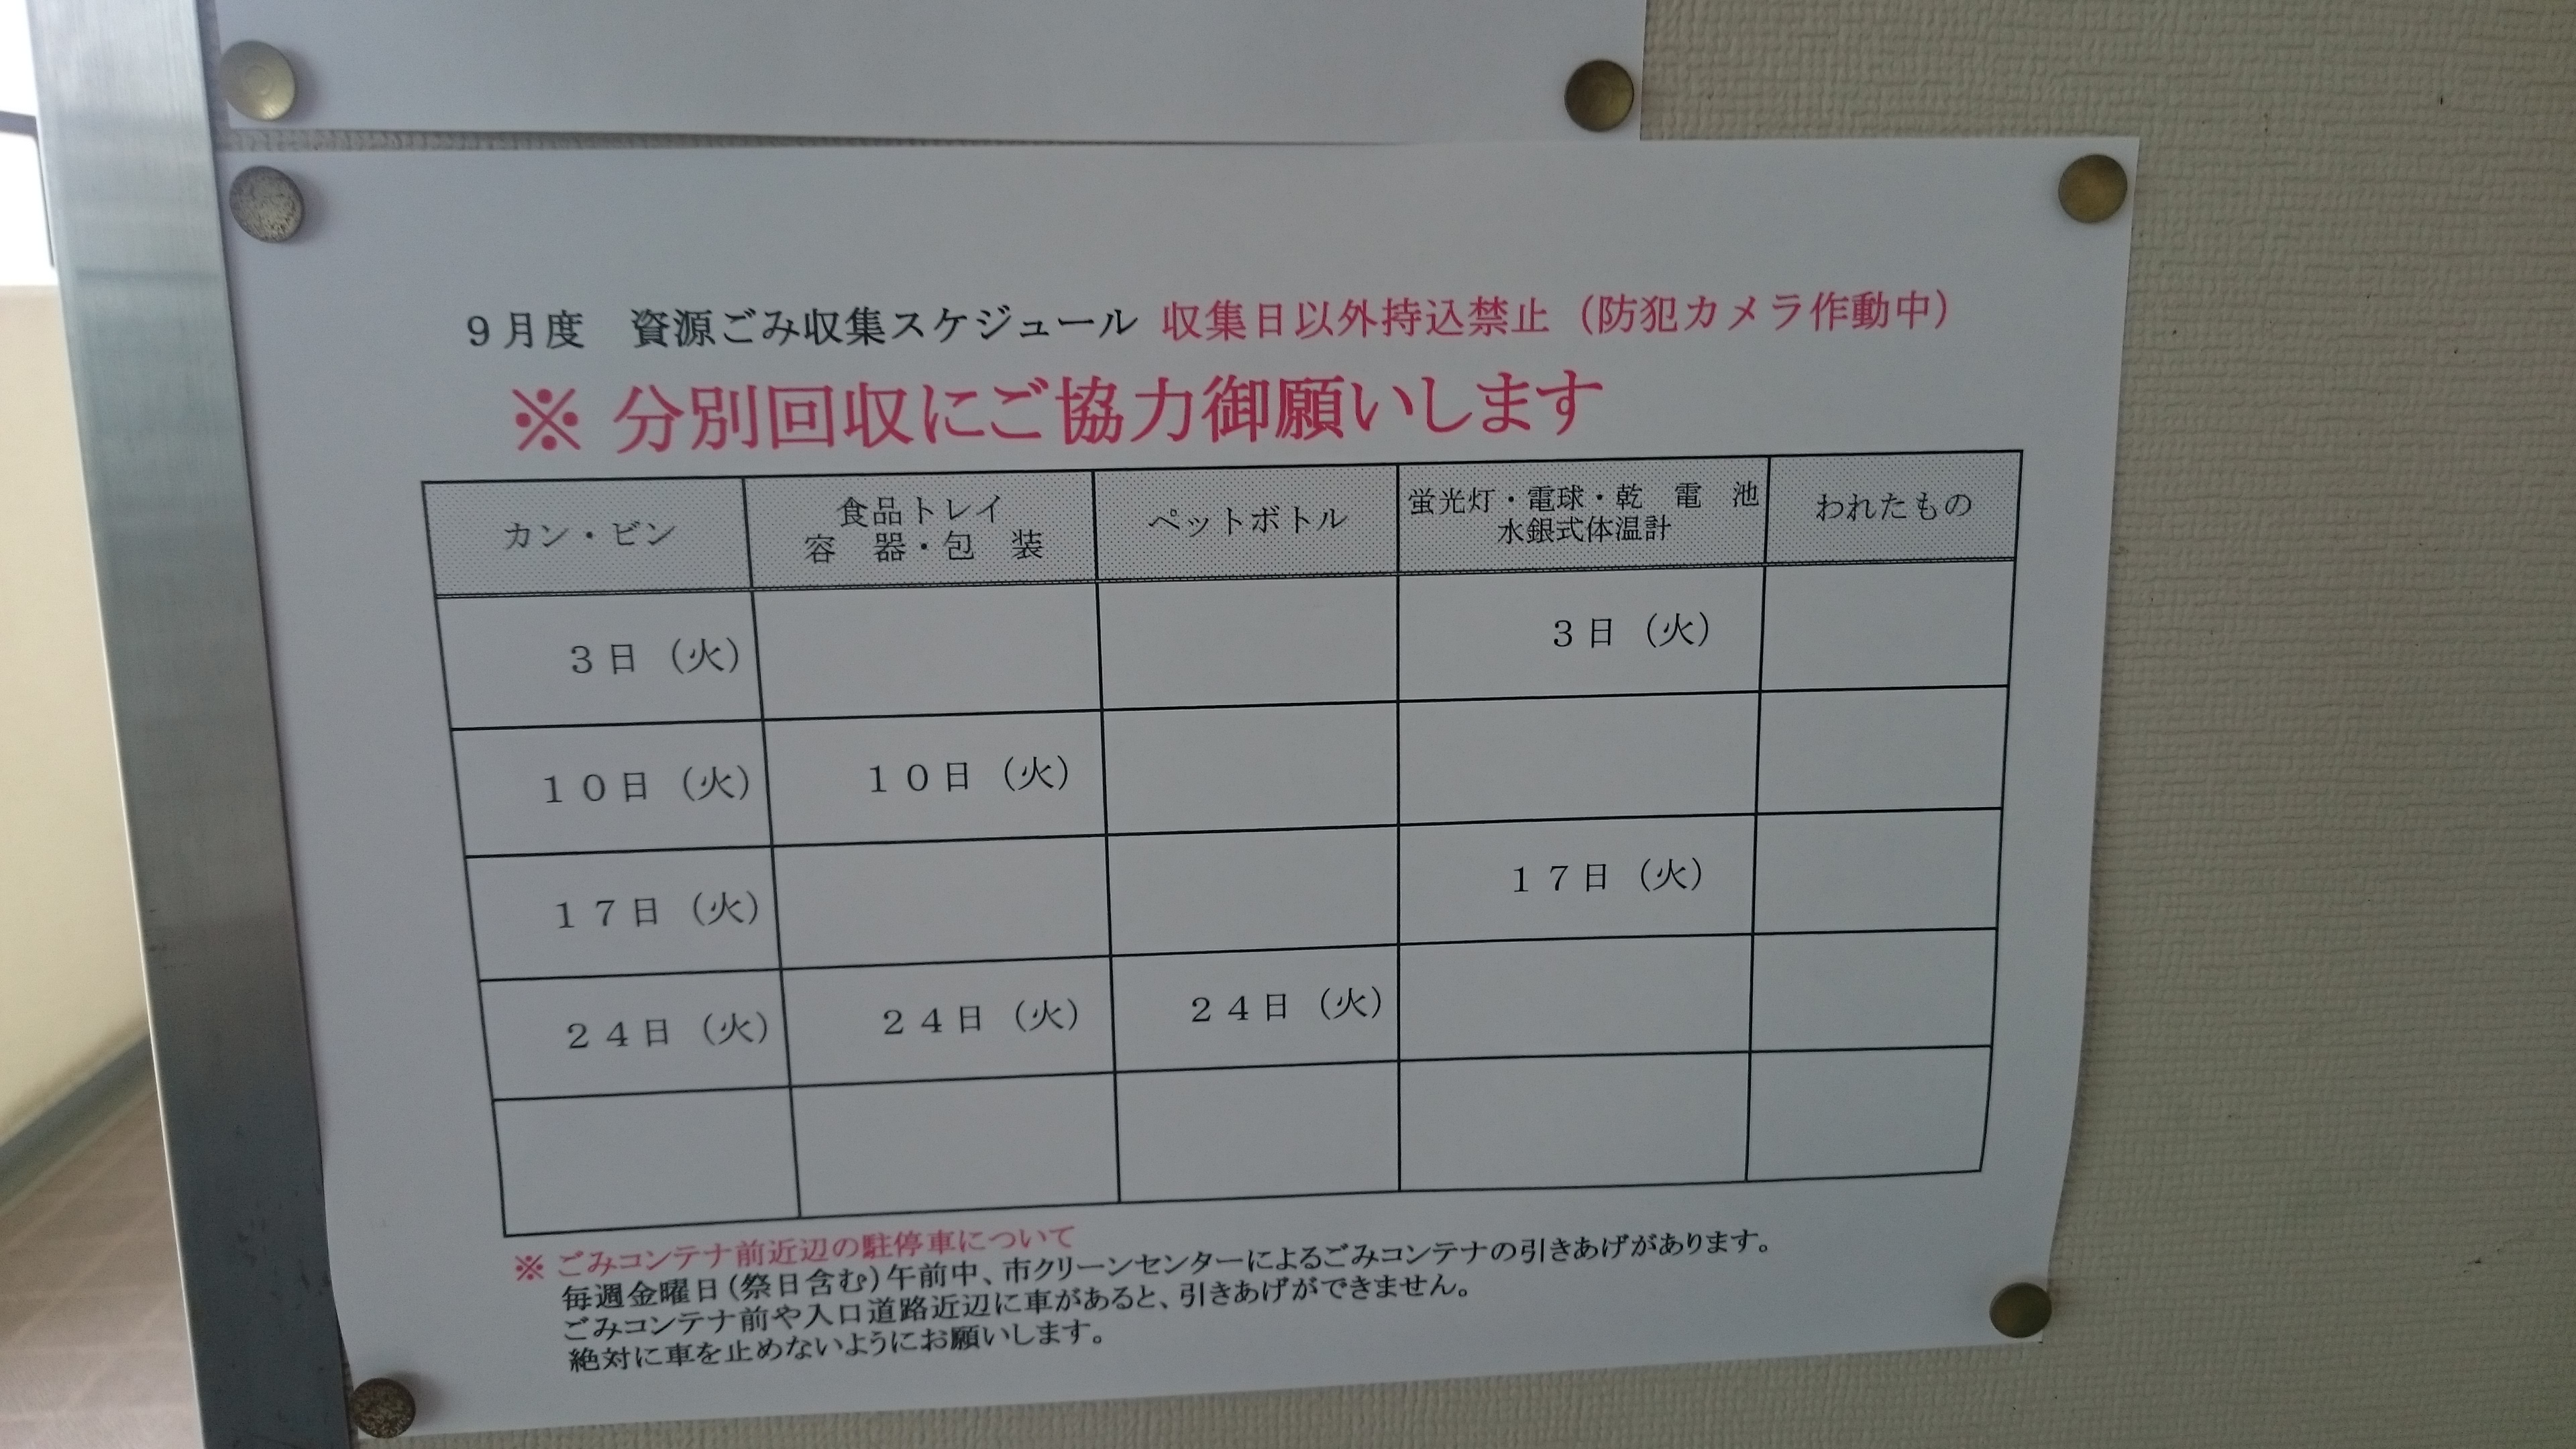 ９月度　資源ごみ収集スケジュール 収集日以外持込禁止（防犯カメラ作動中）
※ 分別回収にご協力御願いします
カン・ビン
食品トレイ
容　器・包　装
ペットボトル
蛍光灯・電球・乾　電　池
水銀式体温計
われたもの
３日（火）
３日（火）
１０日（火）
１０日（火）
１７日（火）
１７日（火）
２４日（火）
２４日（火）
２４日（火）
※ ごみコンテナ前近辺の駐停車について
毎週金曜日（祭日含む）午前中、市クリーンセンターによるごみコンテナの引きあげがあります。
ごみコンテナ前や入口道路近辺に車があると、引きあげができません。
絶対に車を止めないようにお願いします。